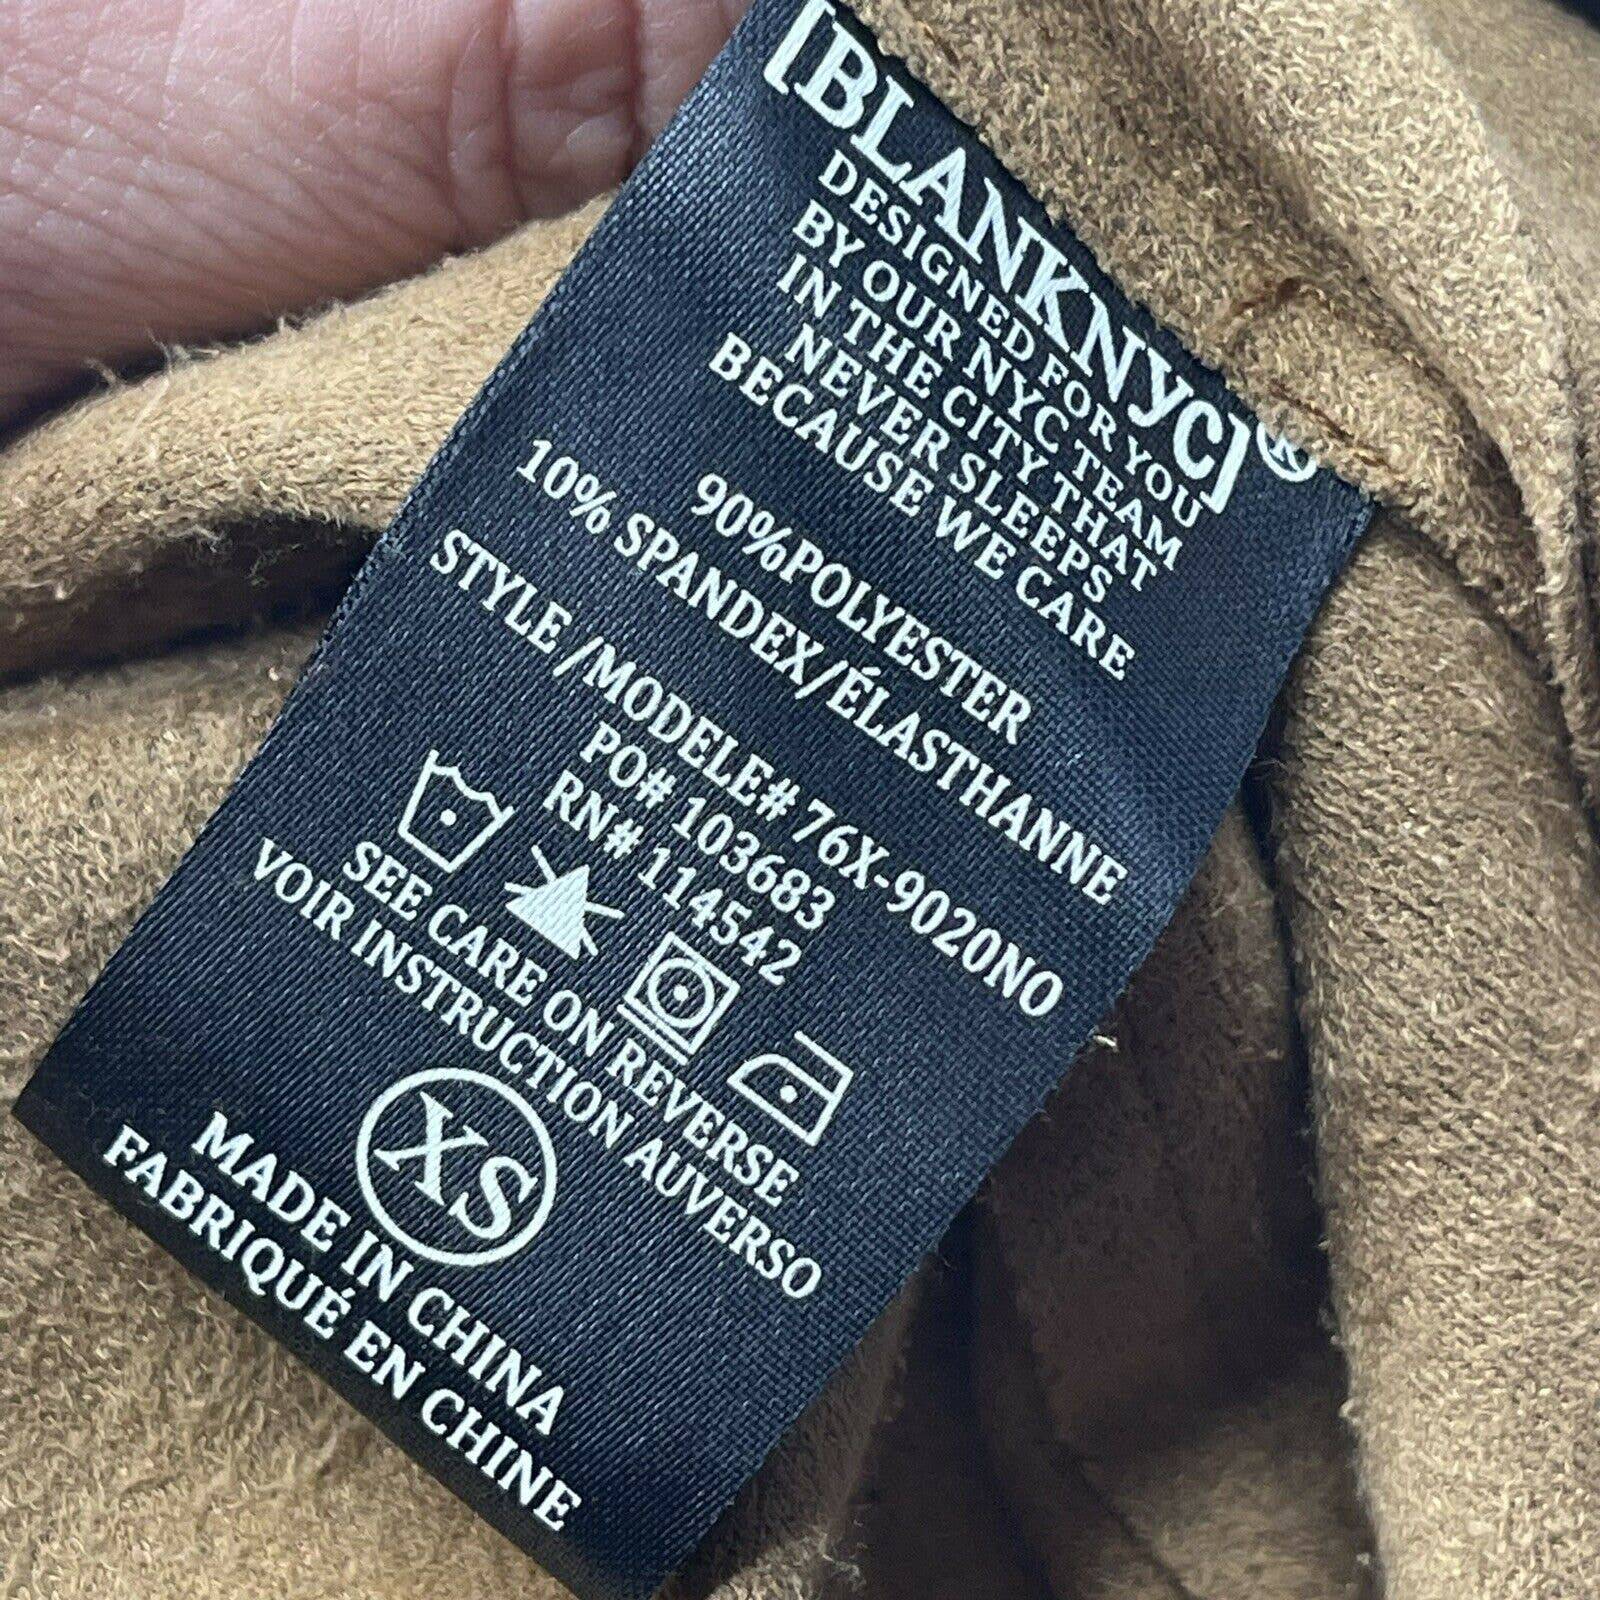 [BLANKNYC]®
DESIGNED FOR YOU
BY OUR NYC TEAM
IN THE CITY THAT
NEVER SLEEPS
BECAUSE WE CARE
90%POLYESTER
10% SPANDEX/ÉLASTHANNE
STYLE /MODELE# 76X-9020NO
PO# 103683
RN# 114542
SEE CARE ON REVERSE
VOIR INSTRUCTION AUVERSO
XS
MADE IN CHINA
FABRIQUÉ EN CHINE